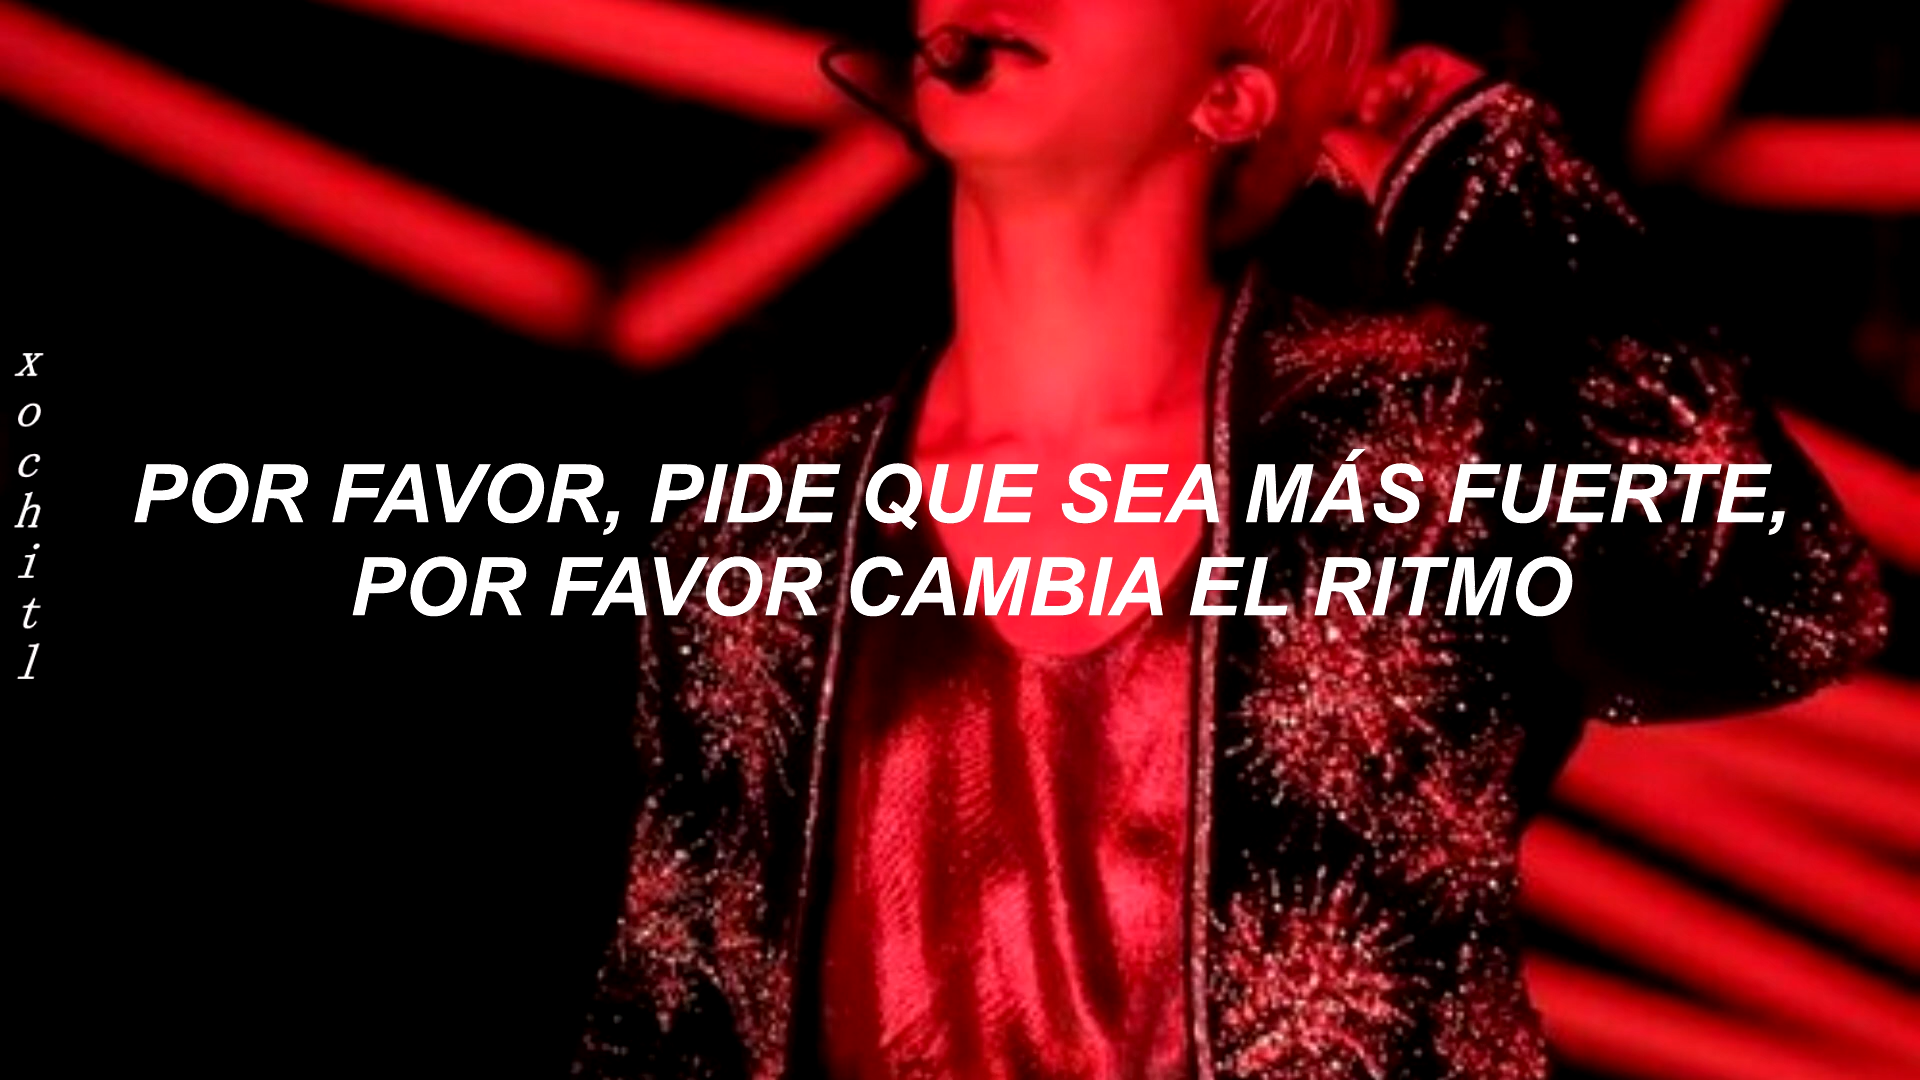 xochitl
POR FAVOR, PIDE QUE SEA MÁS FUERTE,
POR FAVOR CAMBIA EL RITMO